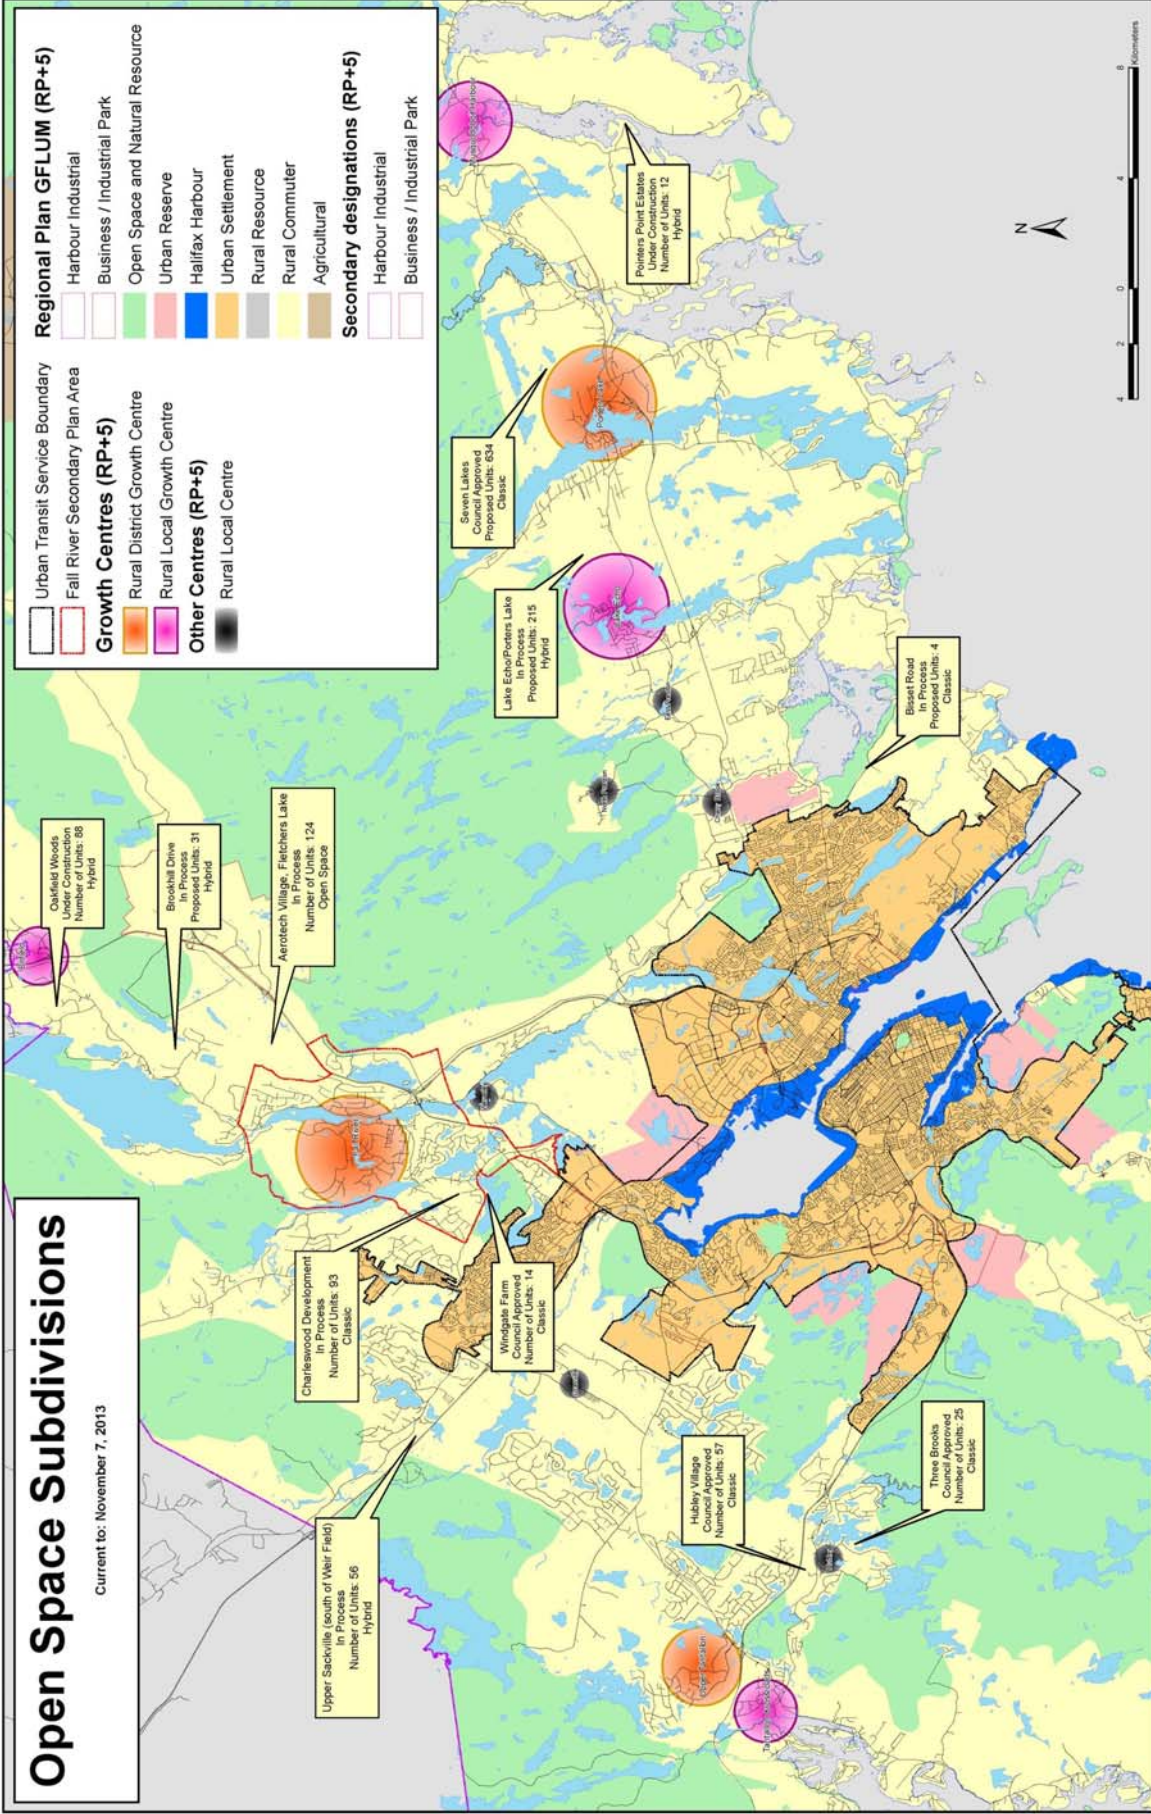 Open Space Subdivisions
Current to: November 7, 2013
Urban Transit Service Boundary
Fall River Secondary Plan Area
Growth Centres (RP+5)
Rural District Growth Centre
Rural Local Growth Centre
Other Centres (RP+5)
Rural Local Centre
Regional Plan GFLUM (RP+5)
Harbour Industrial
Business / Industrial Park
Open Space and Natural Resource
Urban Reserve
Halifax Harbour
Urban Settlement
Rural Resource
Rural Commuter
Agricultural
Secondary designations (RP+5)
Harbour Industrial
Business / Industrial Park
Oakfield Woods
Under Construction
Number of Units: 88
Hybrid
Brookhill Drive
In Process
Proposed Units: 31
Hybrid
Aerotech Village, Fletchers Lake
In Process
Number of Units: 124
Open Space
Charleswood Development
In Process
Number of Units: 93
Classic
Upper Sackville (south of Weir Field)
In Process
Number of Units: 56
Hybrid
Windgate Farm
Council Approved
Number of Units: 14
Classic
Seven Lakes
Council Approved
Proposed Units: 634
Classic
Lake Echo/Porters Lake
In Process
Proposed Units: 215
Hybrid
Pointers Point Estates
Under Construction
Number of Units: 12
Hybrid
Hubley Village
Council Approved
Number of Units: 57
Classic
Bisset Road
In Process
Proposed Units: 4
Classic
Three Brooks
Council Approved
Number of Units: 25
Classic
N
4 2 0 4 8
Kilometers